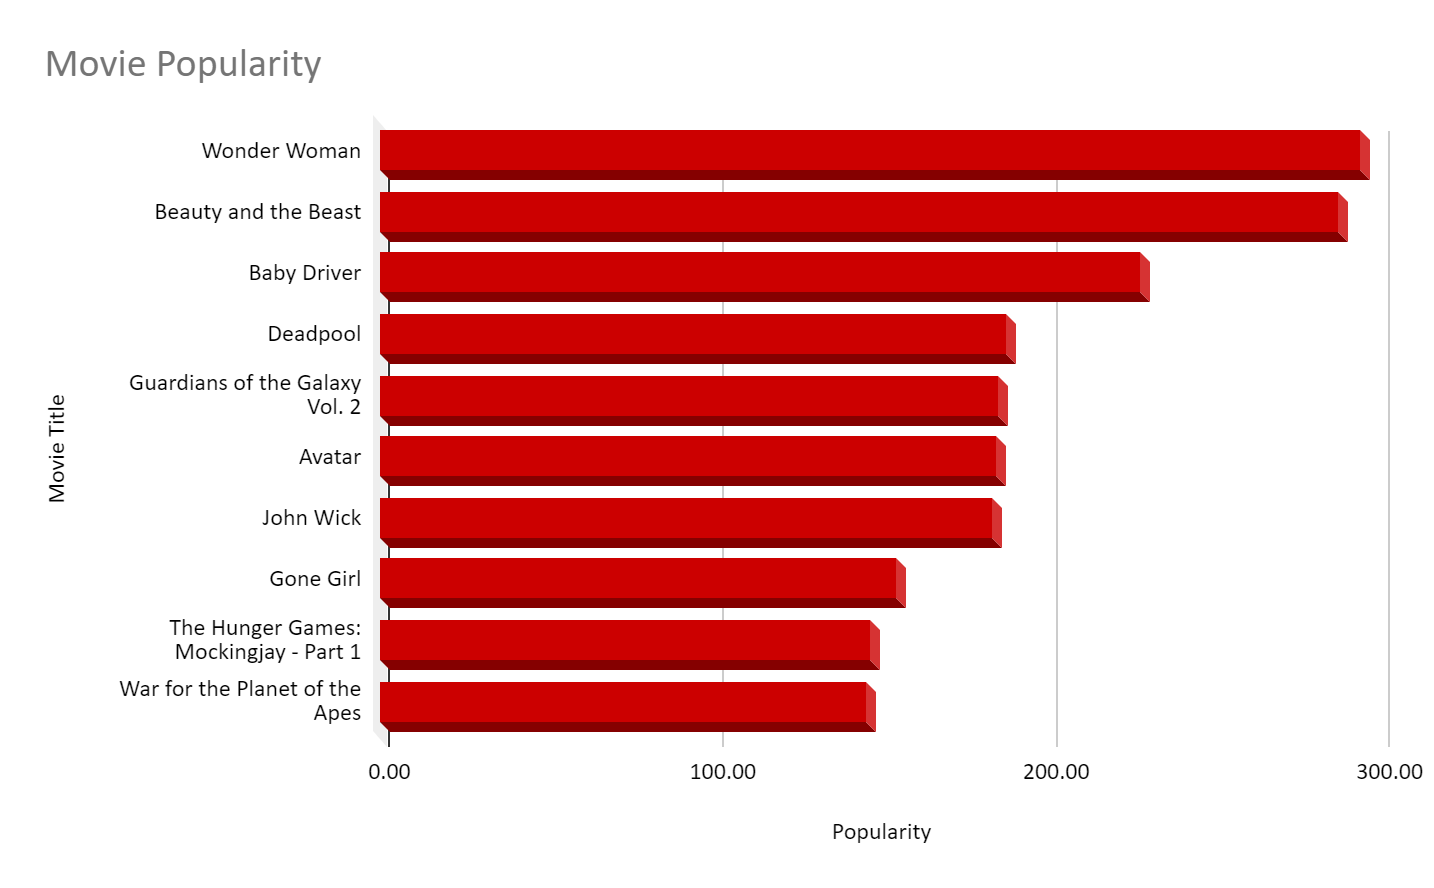 Movie Popularity
Wonder Woman
Beauty and the Beast
Baby Driver
Deadpool
Guardians of the Galaxy
Vol. 2
Avatar
John Wick
Gone Girl
The Hunger Games:
Mockingjay - Part 1
War for the Planet of the
Apes
Movie Title
0.00 100.00 200.00 300.00
Popularity